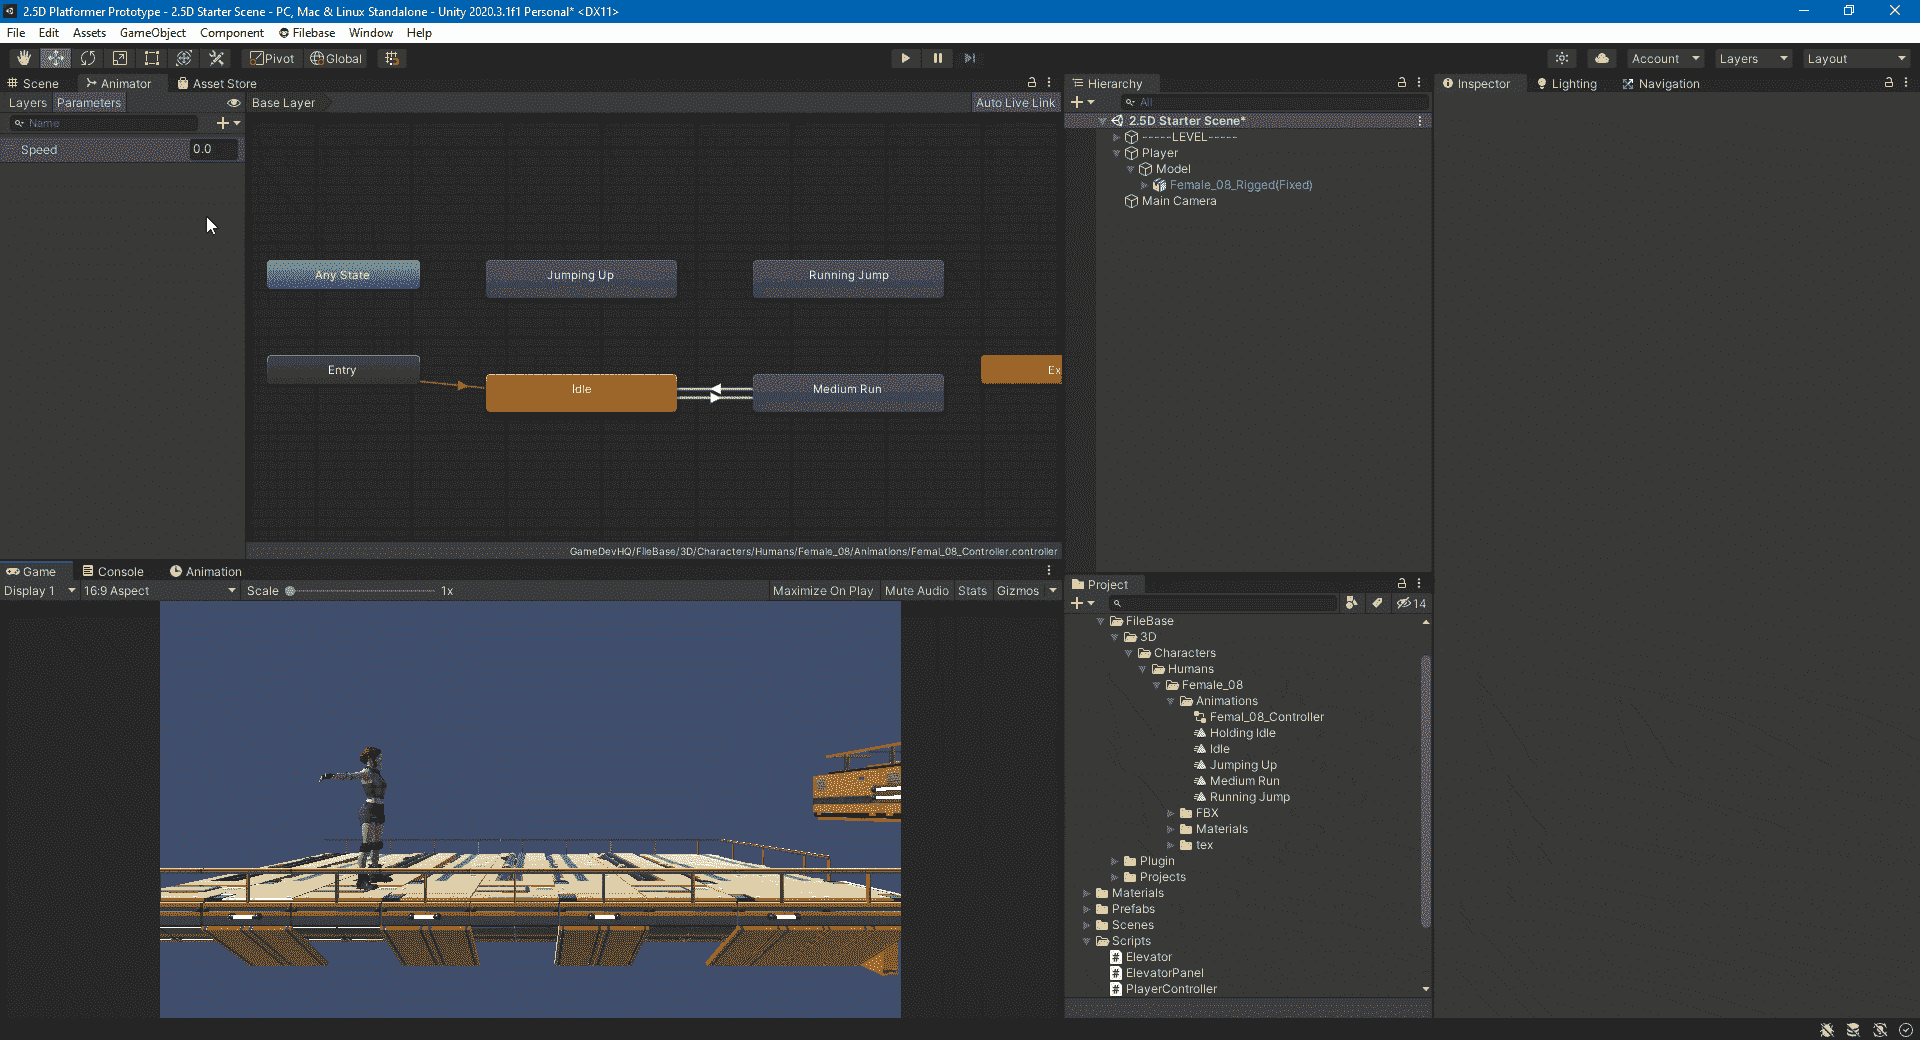 2.5D Platformer Prototype - 2.5D Starter Scene - PC, Mac & Linux Standalone - Unity 2020.3.1f1 Personal* <DX11>
File Edit Assets GameObject Component Filebase Window Help
Pivot Global Account Layers Layout
Scene Animator Asset Store
Layers Parameters Base Layer Auto Live Link
Name
Speed 0.0
Any State Jumping Up Running Jump
Entry Idle Medium Run Ex
GameDevHQ/FileBase/3D/Characters/Humans/Female_08/Animations/Femal_08_Controller.controller
Hierarchy
All
2.5D Starter Scene*
-----LEVEL-----
Player
Model
Female_08_Rigged(Fixed)
Main Camera
Inspector Lighting Navigation
Game Console Animation
Display 1 16:9 Aspect Scale 1x Maximize On Play Mute Audio Stats Gizmos
Project
14
FileBase
3D
Characters
Humans
Female_08
Animations
Femal_08_Controller
Holding Idle
Idle
Jumping Up
Medium Run
Running Jump
FBX
Materials
tex
Plugin
Projects
Materials
Prefabs
Scenes
Scripts
Elevator
ElevatorPanel
PlayerController